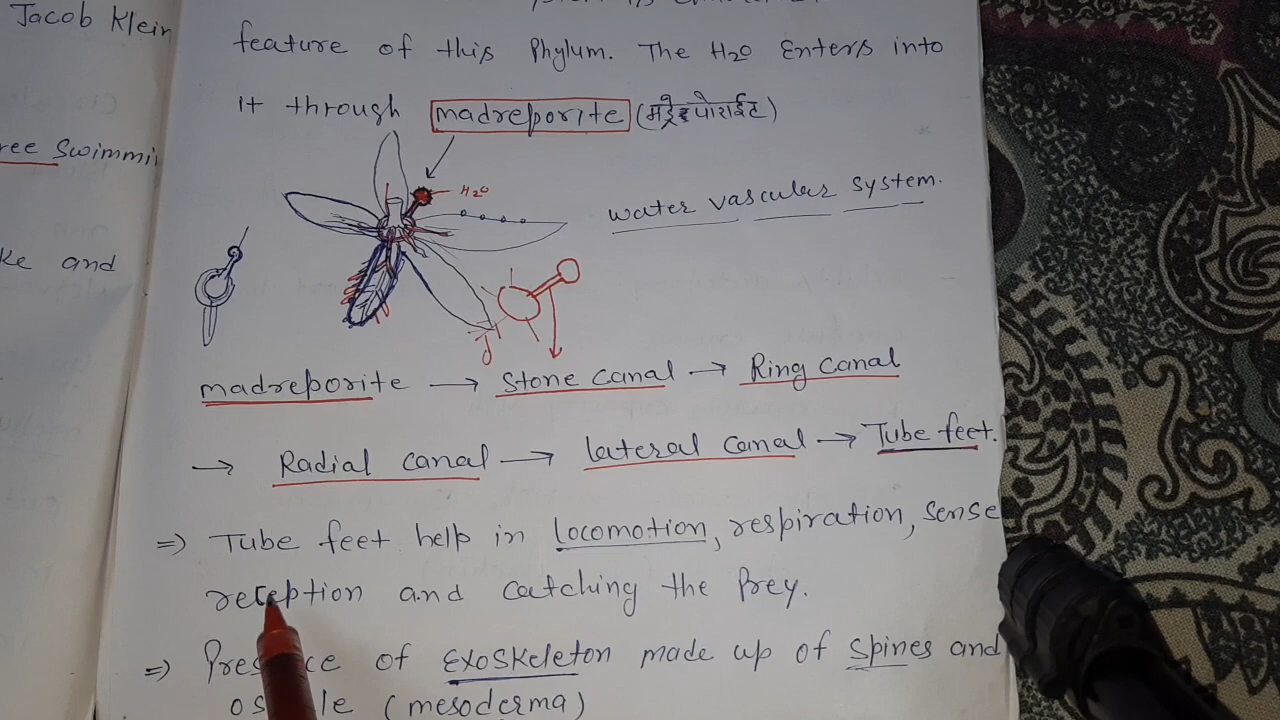 Jacob Klein
ree Swimmi
ke and
feature of this Phylum. The H₂O Enters into
it through madreporite (मड्रेपोराईट)
H₂O
water vascular system.
madreporite → Stone canal → Ring canal
→ Radial canal → lateral canal → Tube feet.
⇒ Tube feet help in locomotion, respiration, sense
reception and catching the Prey.
⇒ Pres ce of Exoskeleton made up of spines and
os le (mesoderma)